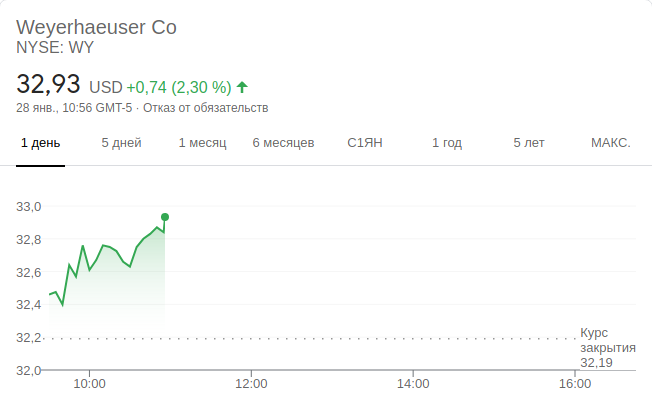 Weyerhaeuser Co
NYSE: WY
32,93 USD +0,74 (2,30 %)
28 янв., 10:56 GMT-5 · Отказ от обязательств
1 день 5 дней 1 месяц 6 месяцев С1ЯН 1 год 5 лет МАКС.
33,0
32,8
32,6
32,4
32,2
Курс
закрытия
32,19
32,0
10:00 12:00 14:00 16:00